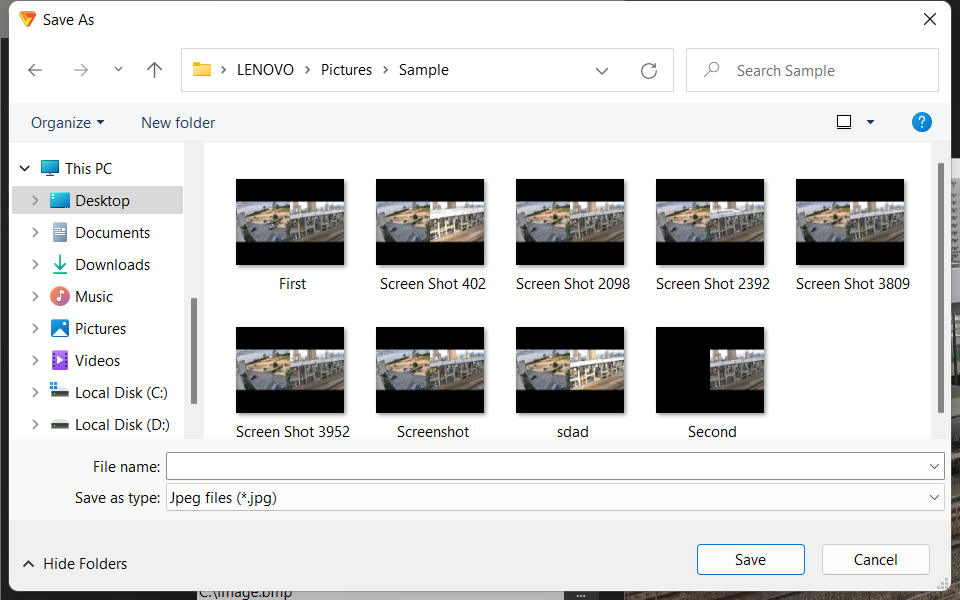 Save As
LENOVO Pictures Sample
Search Sample
Organize
New folder
?
This PC
Desktop
Documents
Downloads
Music
Pictures
Videos
Local Disk (C:)
Local Disk (D:)
First
Screen Shot 402
Screen Shot 2098
Screen Shot 2392
Screen Shot 3809
Screen Shot 3952
Screenshot
sdad
Second
File name:
Save as type: Jpeg files (*.jpg)
Hide Folders
Save
Cancel
C:\image.bmp
...